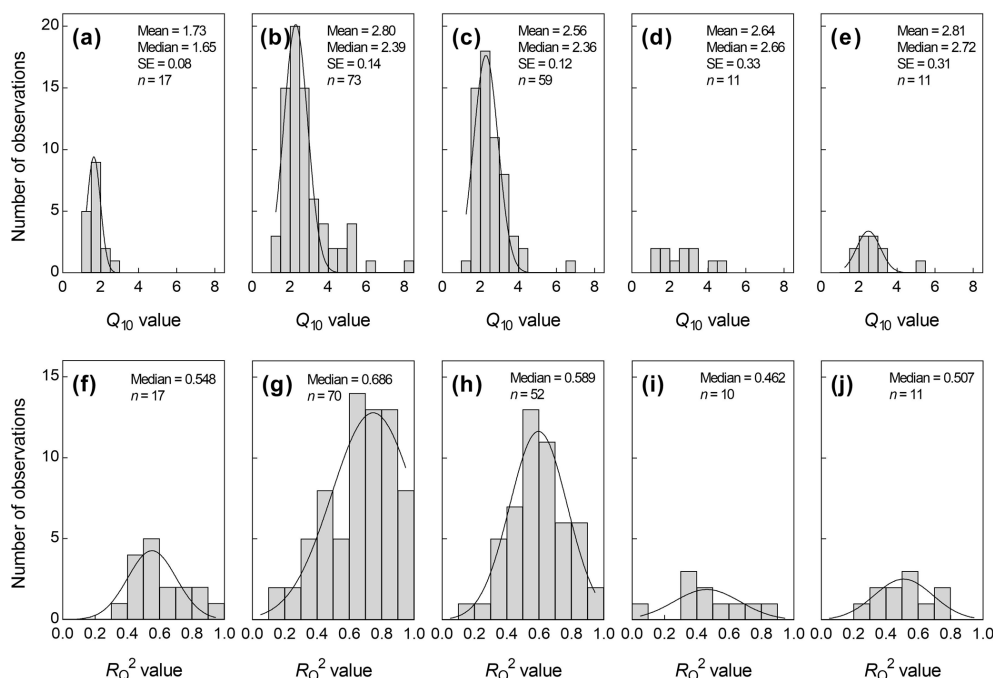 (a)
Mean = 1.73
Median = 1.65
SE = 0.08
n = 17
(b)
Mean = 2.80
Median = 2.39
SE = 0.14
n = 73
(c)
Mean = 2.56
Median = 2.36
SE = 0.12
n = 59
(d)
Mean = 2.64
Median = 2.66
SE = 0.33
n = 11
(e)
Mean = 2.81
Median = 2.72
SE = 0.31
n = 11
Number of observations
20
15
10
5
0
0 2 4 6 8
0 2 4 6 8
0 2 4 6 8
0 2 4 6 8
0 2 4 6 8
Q₁₀ value
Q₁₀ value
Q₁₀ value
Q₁₀ value
Q₁₀ value
(f)
Median = 0.548
n = 17
(g)
Median = 0.686
n = 70
(h)
Median = 0.589
n = 52
(i)
Median = 0.462
n = 10
(j)
Median = 0.507
n = 11
Number of observations
15
10
5
0
0.0 0.2 0.4 0.6 0.8 1.0
0.0 0.2 0.4 0.6 0.8 1.0
0.0 0.2 0.4 0.6 0.8 1.0
0.0 0.2 0.4 0.6 0.8 1.0
0.0 0.2 0.4 0.6 0.8 1.0
R_Q² value
R_Q² value
R_Q² value
R_Q² value
R_Q² value